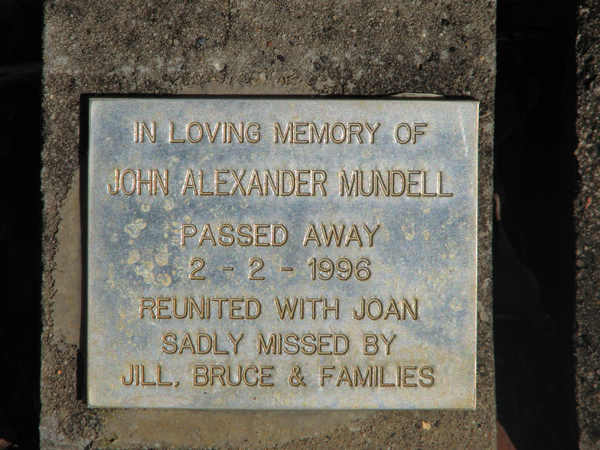 IN LOVING MEMORY OF
JOHN ALEXANDER MUNDELL
PASSED AWAY
2 - 2 - 1996
REUNITED WITH JOAN
SADLY MISSED BY
JILL, BRUCE & FAMILIES